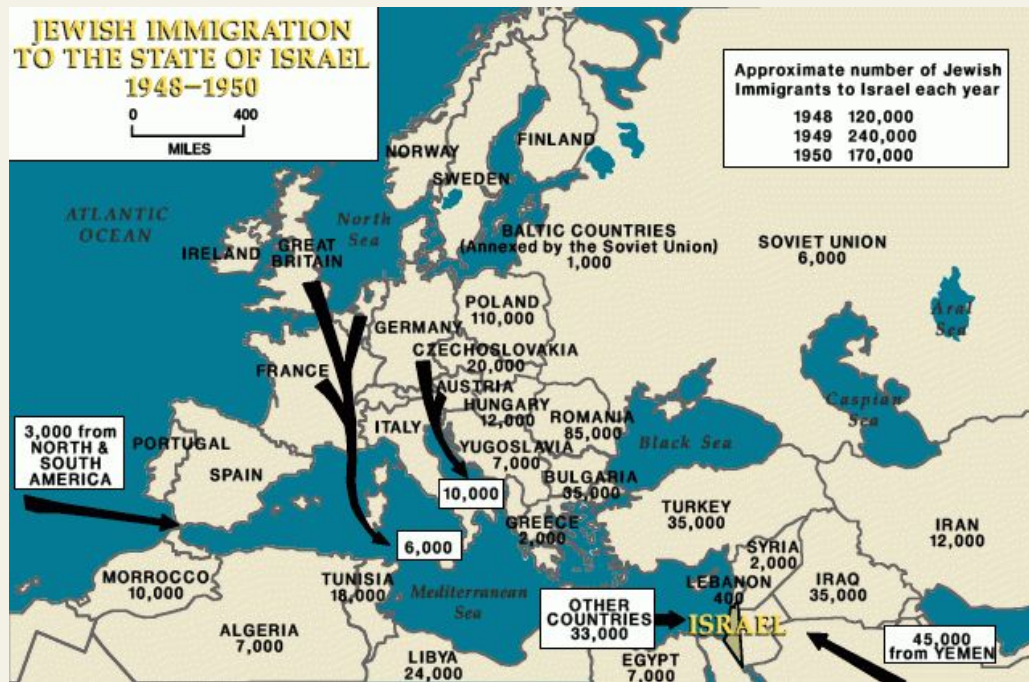 JEWISH IMMIGRATION
TO THE STATE OF ISRAEL
1948–1950
0 400
MILES
Approximate number of Jewish
Immigrants to Israel each year
1948 120,000
1949 240,000
1950 170,000
NORWAY
SWEDEN
FINLAND
ATLANTIC
OCEAN
North
Sea
IRELAND
GREAT
BRITAIN
BALTIC COUNTRIES
(Annexed by the Soviet Union)
1,000
SOVIET UNION
6,000
POLAND
110,000
GERMANY
CZECHOSLOVAKIA
20,000
Aral
Sea
FRANCE
AUSTRIA
HUNGARY
12,000
ROMANIA
85,000
Caspian
Sea
ITALY
Black Sea
3,000 from
NORTH &
SOUTH
AMERICA
PORTUGAL
SPAIN
YUGOSLAVIA
7,000
BULGARIA
35,000
10,000
GREECE
2,000
TURKEY
35,000
IRAN
12,000
6,000
SYRIA
2,000
MORROCCO
10,000
TUNISIA
18,000
Mediterranean
Sea
LEBANON
400
IRAQ
35,000
OTHER
COUNTRIES
33,000
ISRAEL
ALGERIA
7,000
LIBYA
24,000
EGYPT
7,000
45,000
from YEMEN